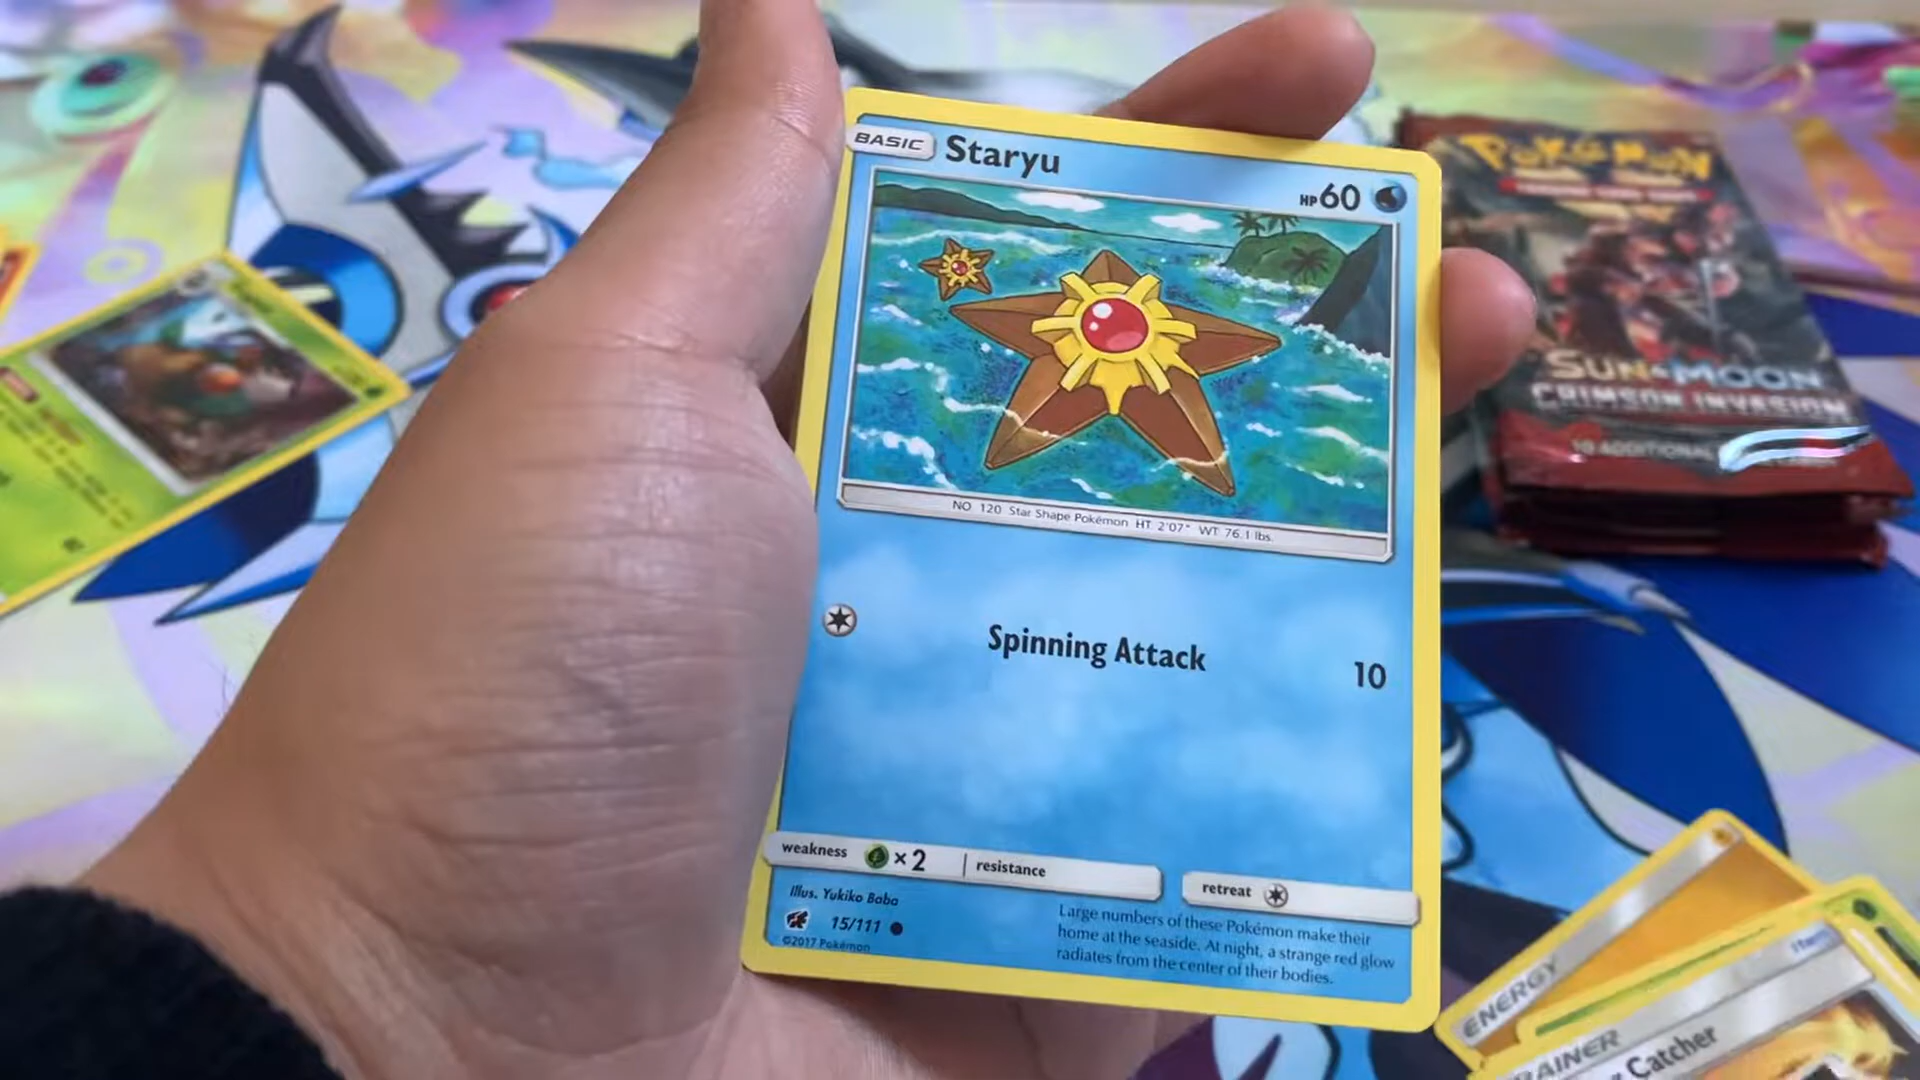 BASIC Staryu HP60
NO 120 Star Shape Pokémon HT 2'07" WT 76.1 lbs.
Spinning Attack 10
weakness ×2 resistance retreat
Illus. Yukiko Baba
15/111
©2017 Pokémon
Large numbers of these Pokémon make their
home at the seaside. At night, a strange red glow
radiates from the center of their bodies.
POKéMON
SUN & MOON
CRIMSON INVASION
10 ADDITIONAL
ENERGY
Item
RAINER
Catcher